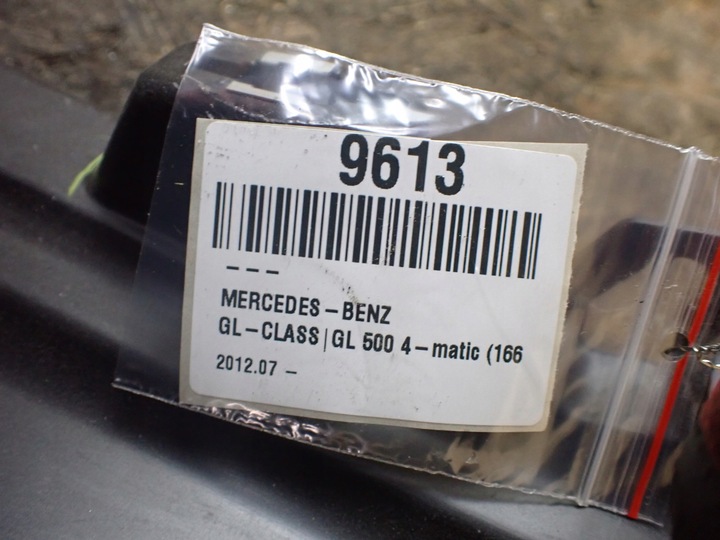 9613
- - -
MERCEDES-BENZ
GL-CLASS|GL 500 4-matic (166
2012.07 -